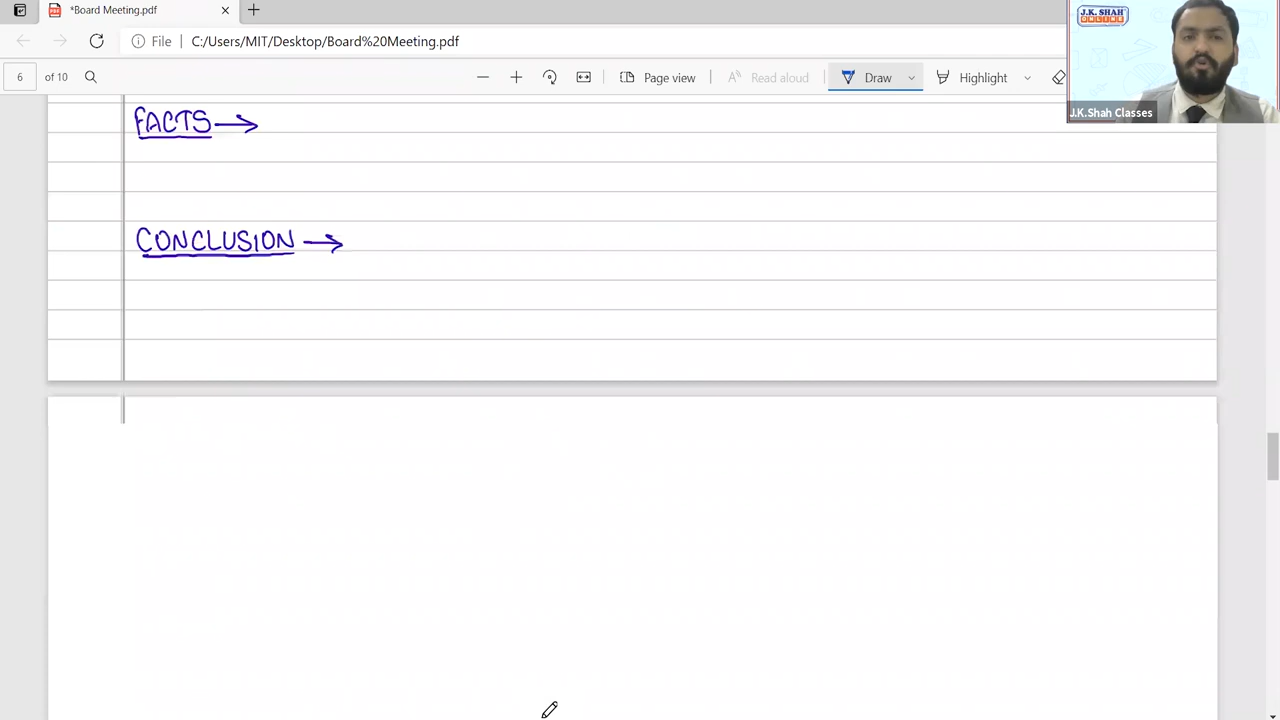 *Board Meeting.pdf
File
C:/Users/MIT/Desktop/Board%20Meeting.pdf
6 of 10
Page view
Read aloud
Draw
Highlight
J.K. SHAH
ONLINE
J.K.Shah Classes
FACTS →
CONCLUSION →